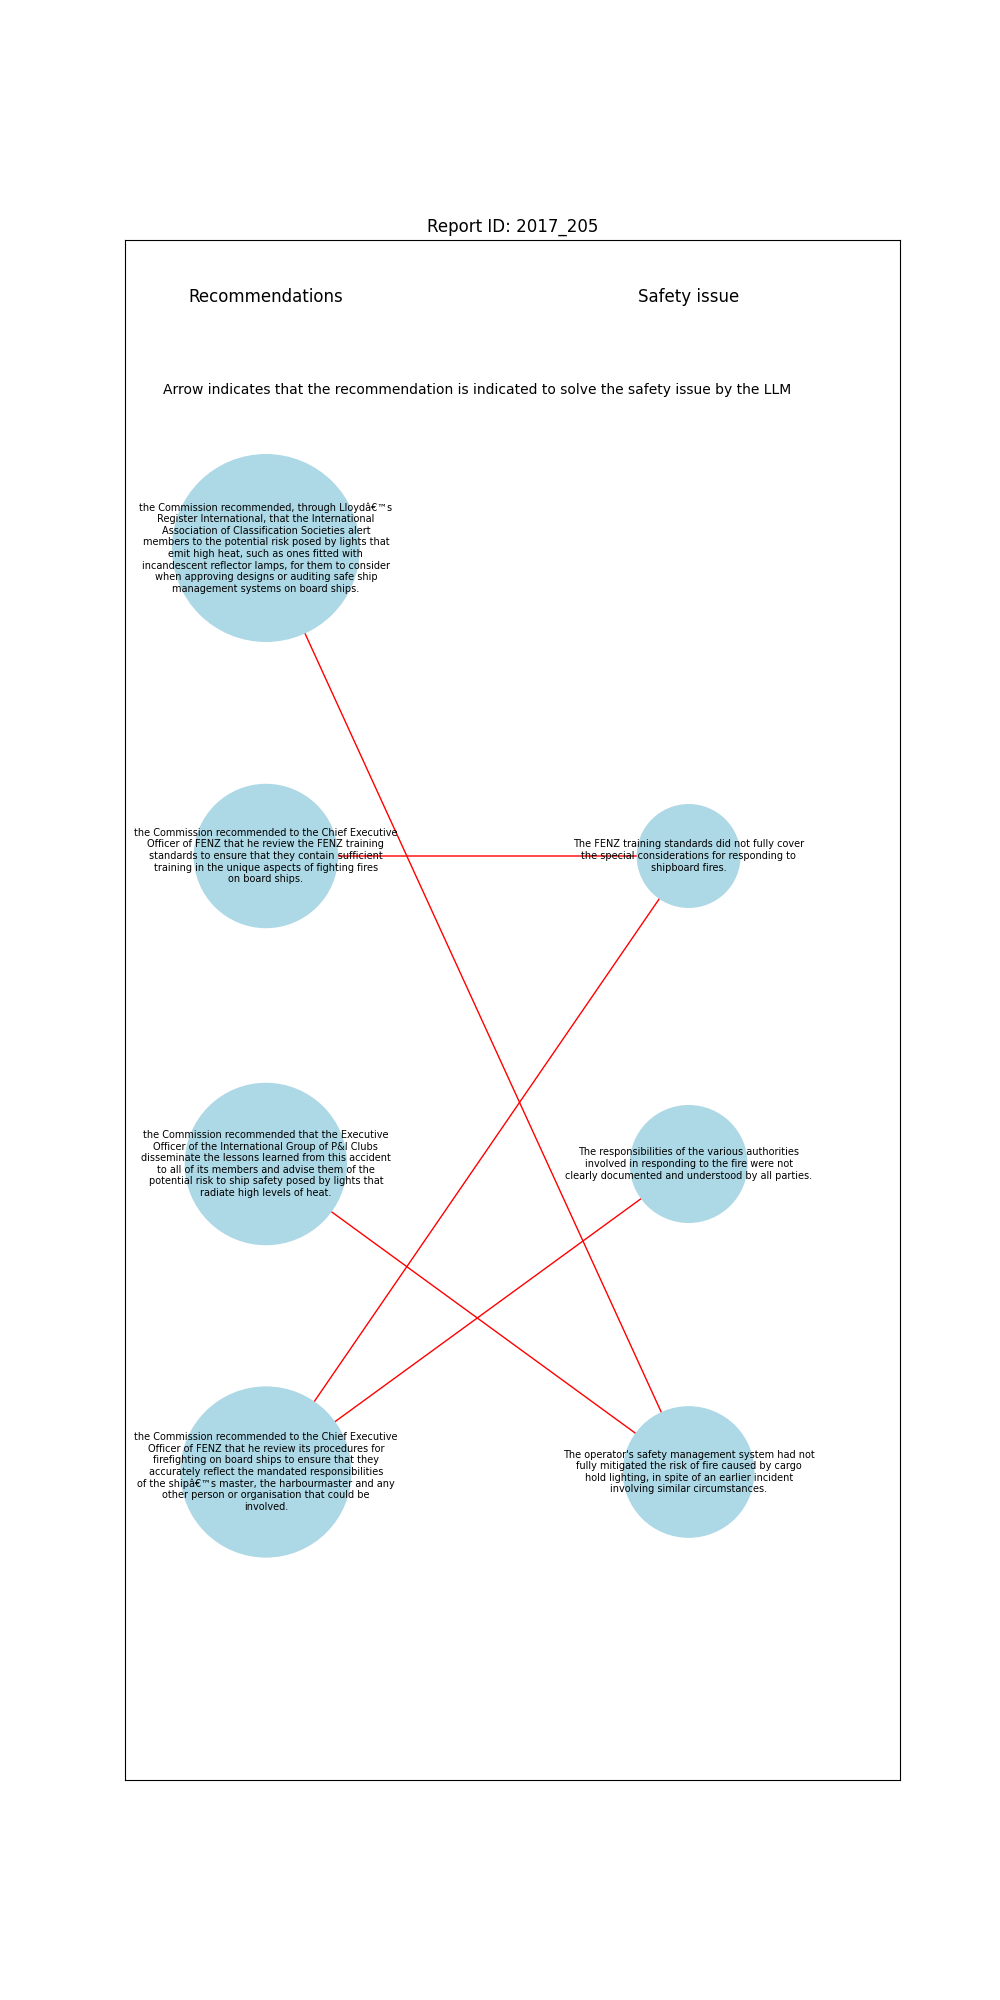 Report ID: 2017_205
Recommendations
Safety issue
Arrow indicates that the recommendation is indicated to solve the safety issue by the LLM
the Commission recommended, through Lloydâ€™s
Register International, that the International
Association of Classification Societies alert
members to the potential risk posed by lights that
emit high heat, such as ones fitted with
incandescent reflector lamps, for them to consider
when approving designs or auditing safe ship
management systems on board ships.
the Commission recommended to the Chief Executive
Officer of FENZ that he review the FENZ training
standards to ensure that they contain sufficient
training in the unique aspects of fighting fires
on board ships.
The FENZ training standards did not fully cover
the special considerations for responding to
shipboard fires.
the Commission recommended that the Executive
Officer of the International Group of P&I Clubs
disseminate the lessons learned from this accident
to all of its members and advise them of the
potential risk to ship safety posed by lights that
radiate high levels of heat.
The responsibilities of the various authorities
involved in responding to the fire were not
clearly documented and understood by all parties.
the Commission recommended to the Chief Executive
Officer of FENZ that he review its procedures for
firefighting on board ships to ensure that they
accurately reflect the mandated responsibilities
of the shipâ€™s master, the harbourmaster and any
other person or organisation that could be
involved.
The operator's safety management system had not
fully mitigated the risk of fire caused by cargo
hold lighting, in spite of an earlier incident
involving similar circumstances.